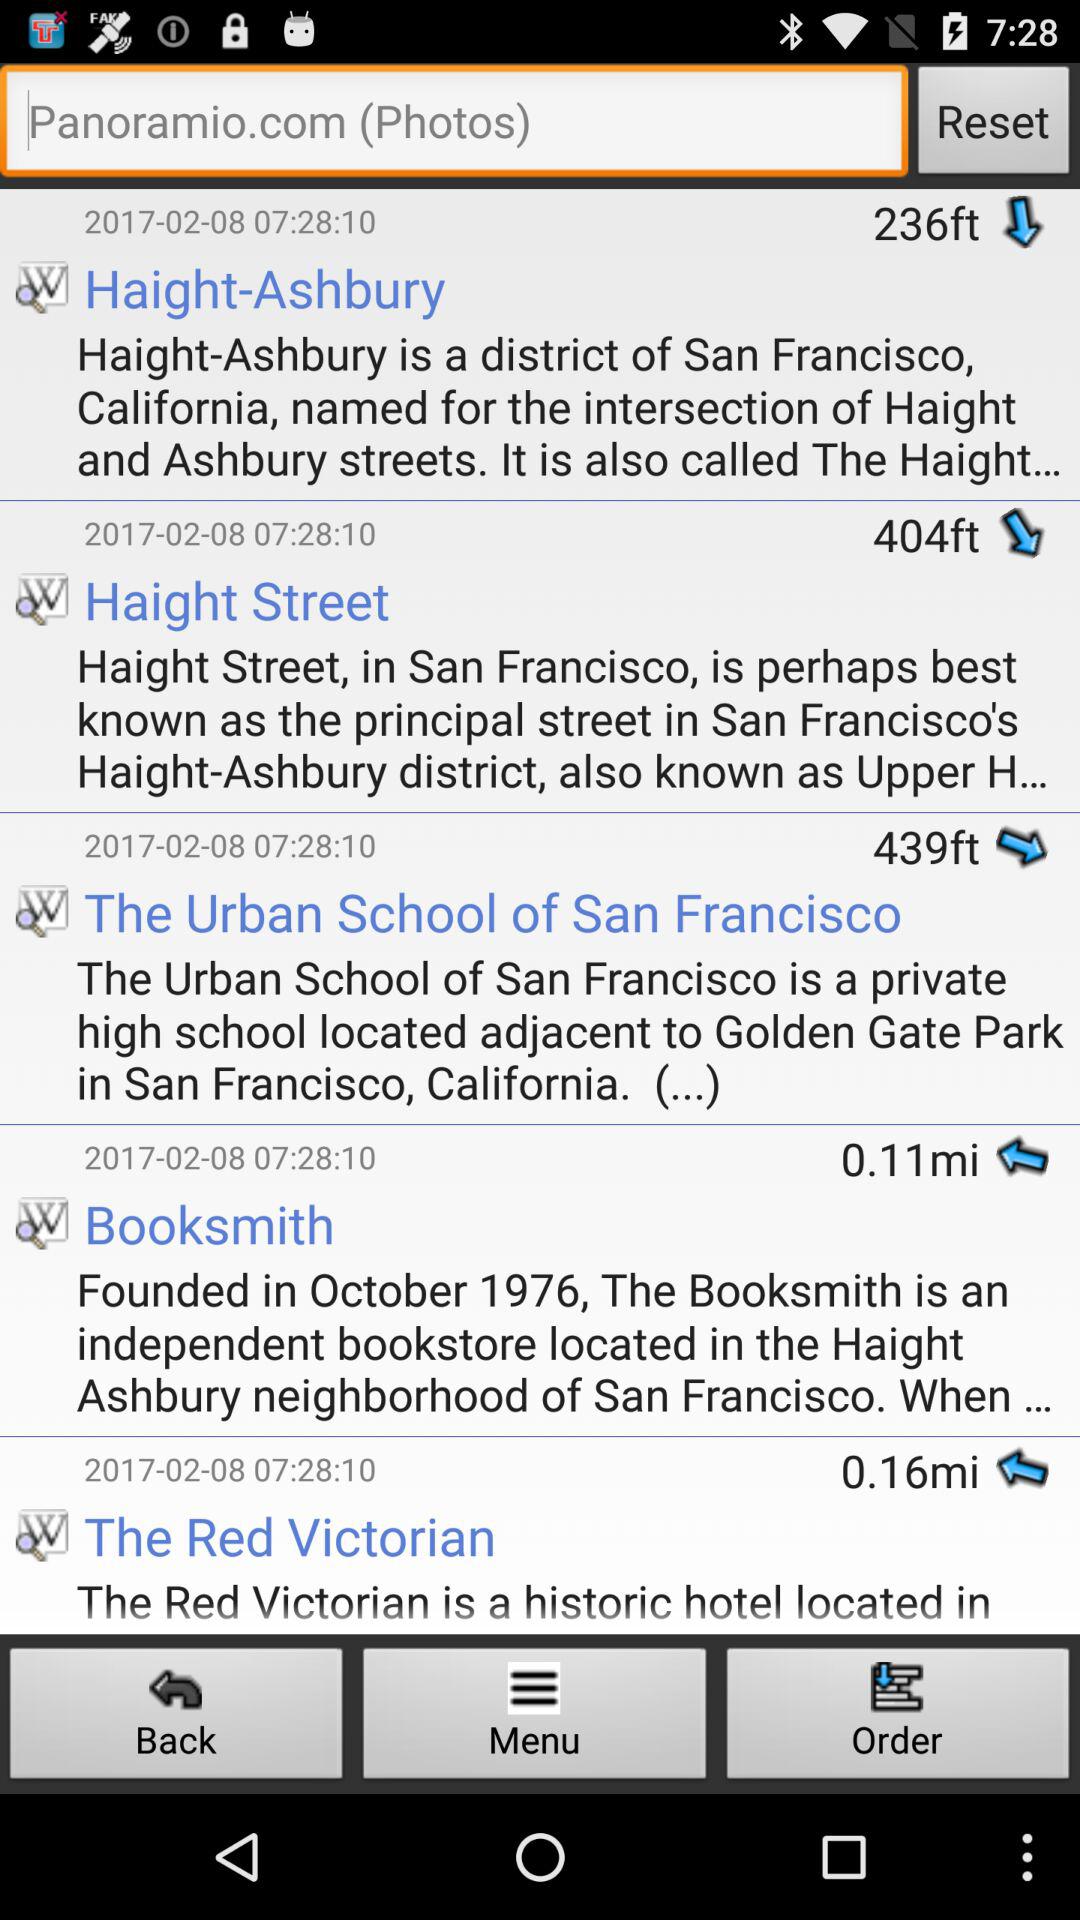 FAKE
7:28
Panoramio.com (Photos)
Reset
2017-02-08 07:28:10
236ft
Haight-Ashbury
Haight-Ashbury is a district of San Francisco,
California, named for the intersection of Haight
and Ashbury streets. It is also called The Haight...
2017-02-08 07:28:10
404ft
Haight Street
Haight Street, in San Francisco, is perhaps best
known as the principal street in San Francisco's
Haight-Ashbury district, also known as Upper H...
2017-02-08 07:28:10
439ft
The Urban School of San Francisco
The Urban School of San Francisco is a private
high school located adjacent to Golden Gate Park
in San Francisco, California.  (...)
2017-02-08 07:28:10
0.11mi
Booksmith
Founded in October 1976, The Booksmith is an
independent bookstore located in the Haight
Ashbury neighborhood of San Francisco. When ...
2017-02-08 07:28:10
0.16mi
The Red Victorian
The Red Victorian is a historic hotel located in
Back
Menu
Order